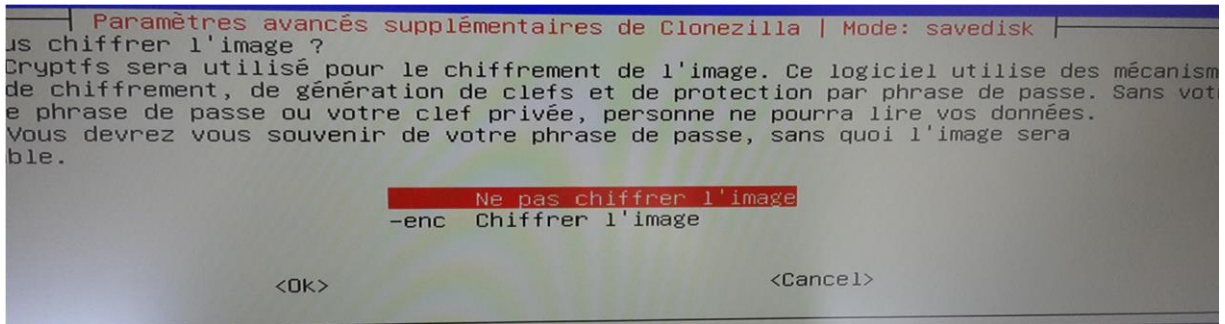 Paramètres avancés supplémentaires de Clonezilla | Mode: savedisk
us chiffrer l'image ?
Cryptfs sera utilisé pour le chiffrement de l'image. Ce logiciel utilise des mécanism
de chiffrement, de génération de clefs et de protection par phrase de passe. Sans votr
e phrase de passe ou votre clef privée, personne ne pourra lire vos données.
Vous devrez vous souvenir de votre phrase de passe, sans quoi l'image sera
ble.
Ne pas chiffrer l'image
-enc Chiffrer l'image
<Ok> <Cancel>